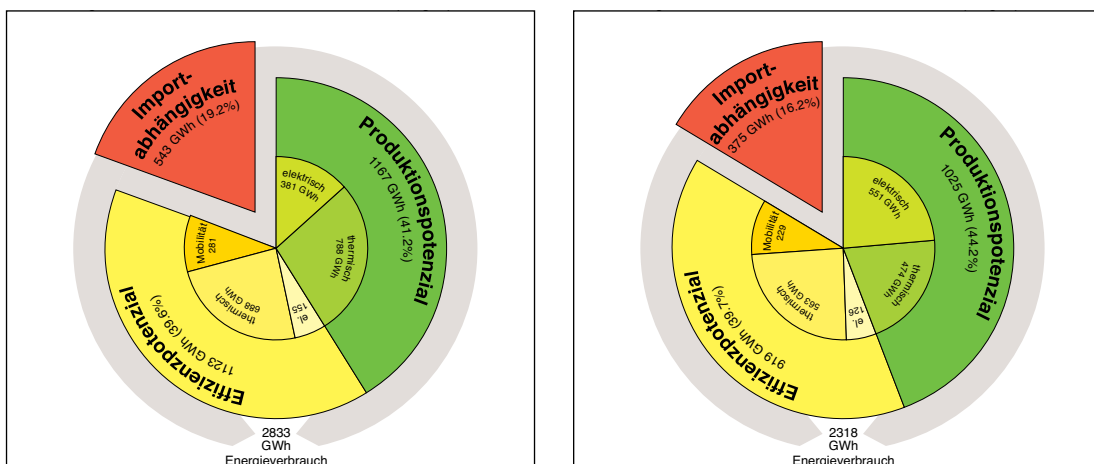 Import-
abhängigkeit
543 GWh (19.2%)
Produktionspotenzial
1167 GWh (41.2%)
elektrisch
381 GWh
thermisch
788 GWh
Mobilität
281
thermisch
688 GWh
el.
155
Effizienzpotenzial
1123 GWh (39.6%)
2833
GWh
Energieverbrauch
Import-
abhängigkeit
375 GWh (16.2%)
Produktionspotenzial
1025 GWh (44.2%)
elektrisch
551 GWh
thermisch
474 GWh
Mobilität
229
thermisch
563 GWh
el.
126
Effizienzpotenzial
919 GWh (39.7%)
2318
GWh
Energieverbrauch